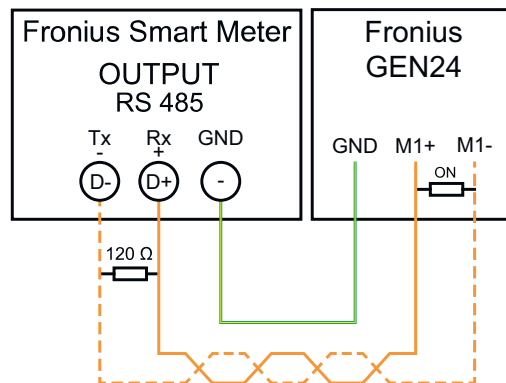 Fronius Smart Meter
OUTPUT
RS 485
Tx Rx GND
- +
D- D+ -
120 Ω
Fronius
GEN24
GND M1+ M1-
ON